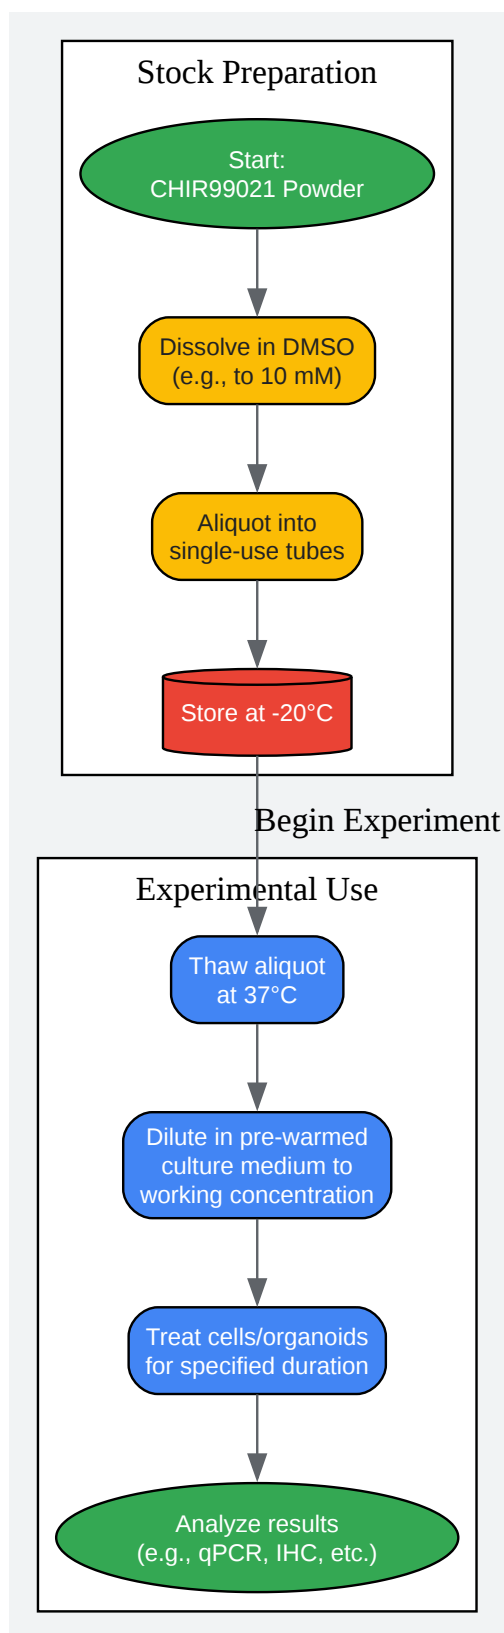 Stock Preparation
Start:
CHIR99021 Powder
Dissolve in DMSO
(e.g., to 10 mM)
Aliquot into
single-use tubes
Store at -20°C
Begin Experiment
Experimental Use
Thaw aliquot
at 37°C
Dilute in pre-warmed
culture medium to
working concentration
Treat cells/organoids
for specified duration
Analyze results
(e.g., qPCR, IHC, etc.)